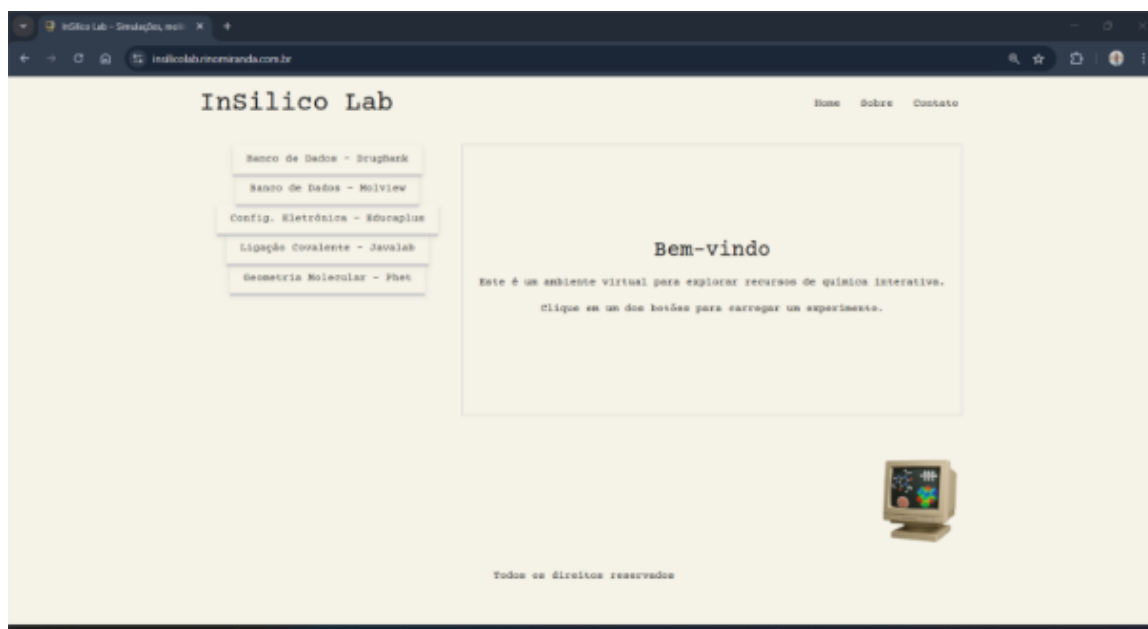 InSilico Lab - Simulações,
insilicolab.rinomiranda.com.br
InSilico Lab
Home Sobre Contato
Banco de Dados - DrugBank
Banco de Dados - Molview
Config. Eletrônica - Educaplus
Ligação Covalente - Javalab
Geometria Molecular - Phet
Bem-vindo
Este é um ambiente virtual para explorar recursos de química interativa.
Clique em um dos botões para carregar um experimento.
Todos os direitos reservados